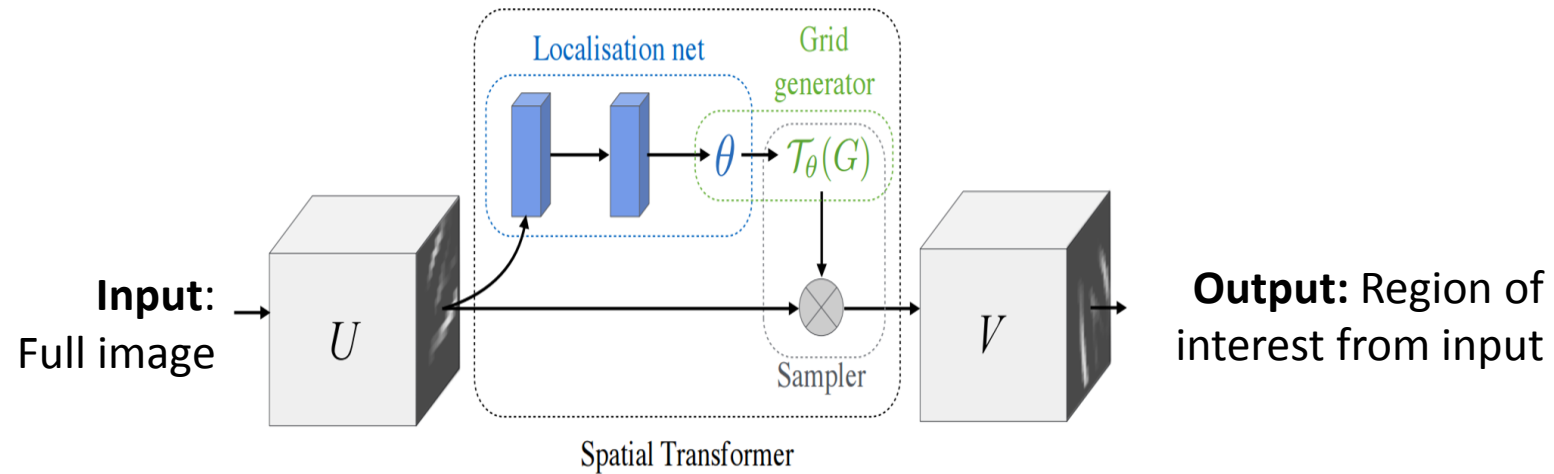 Localisation net
Grid
generator
θ
𝒯θ(G)
Input:
Full image
U
V
Output: Region of
interest from input
Sampler
Spatial Transformer